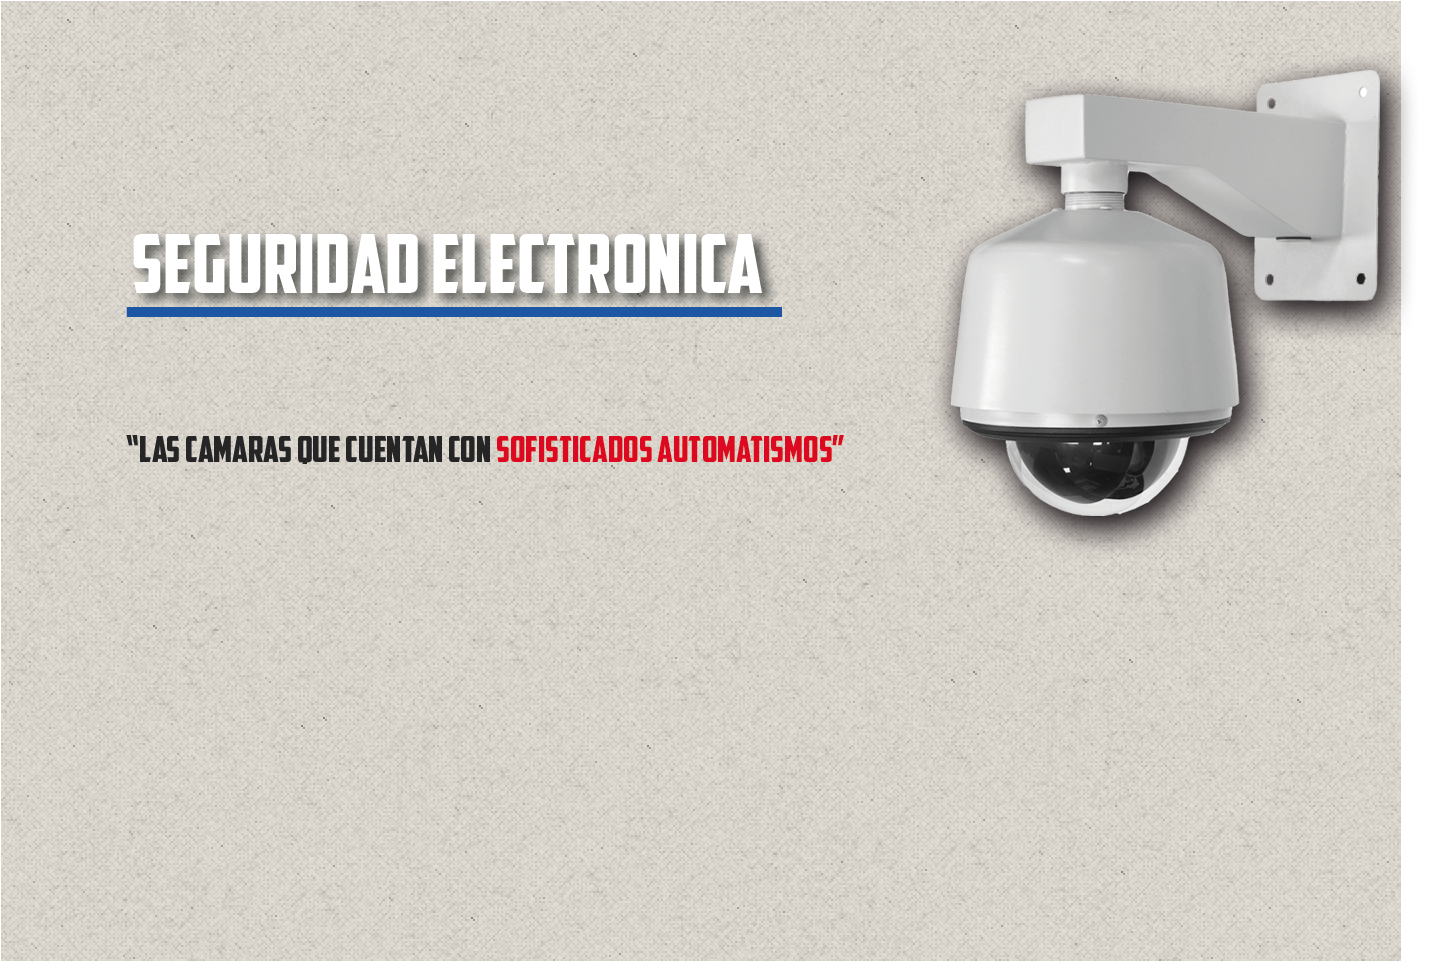 SEGURIDAD ELECTRONICA
“LAS CAMARAS QUE CUENTAN CON SOFISTICADOS AUTOMATISMOS”